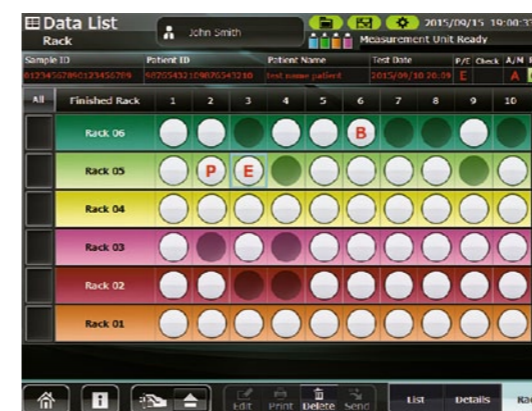 Data List
Rack
John Smith
2015/09/15 19:00:33
Measurement Unit Ready
Sample ID Patient ID Patient Name Test Date P/E Check A/M
01234567890123456789 98765432109876543210 test name patient 2015/09/10 20:09 E A
All Finished Rack 1 2 3 4 5 6 7 8 9 10
Rack 06 B
Rack 05 P E
Rack 04
Rack 03
Rack 02
Rack 01
Edit Print Delete Send List Details